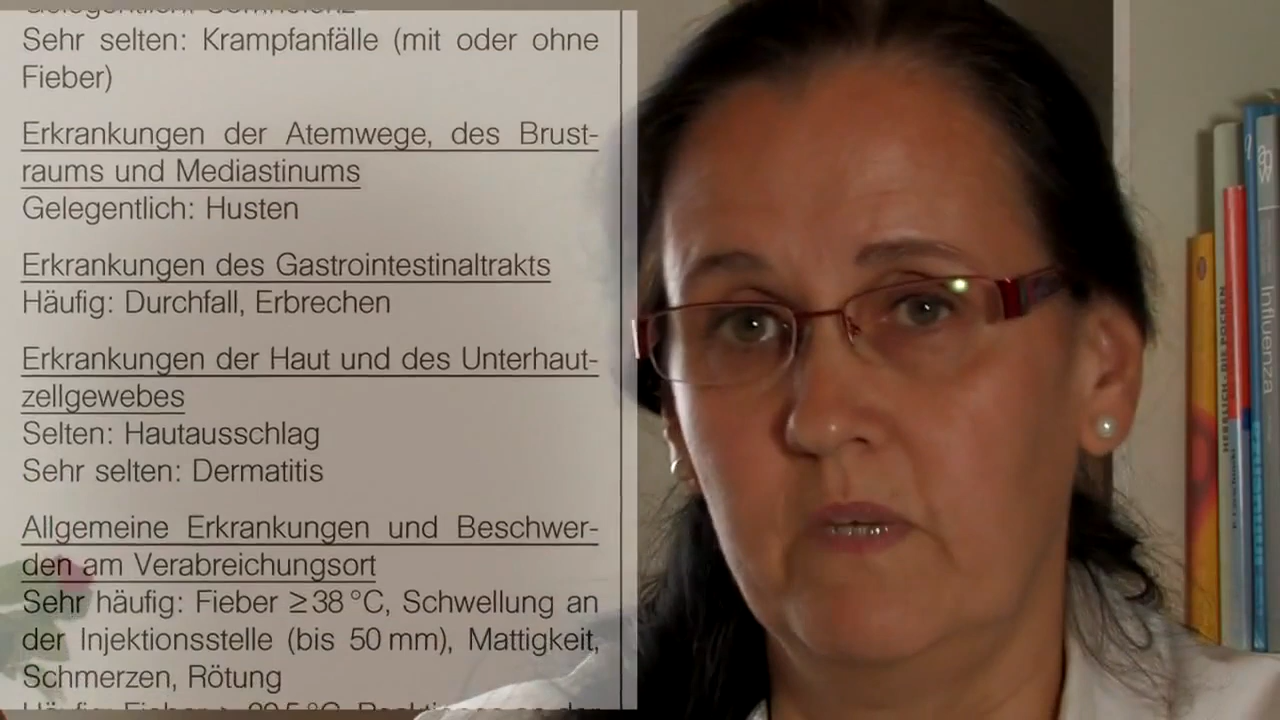 Sehr selten: Krampfanfälle (mit oder ohne
Fieber)
Erkrankungen der Atemwege, des Brust-
raums und Mediastinums
Gelegentlich: Husten
Erkrankungen des Gastrointestinaltrakts
Häufig: Durchfall, Erbrechen
Erkrankungen der Haut und des Unterhaut-
zellgewebes
Selten: Hautausschlag
Sehr selten: Dermatitis
Allgemeine Erkrankungen und Beschwer-
den am Verabreichungsort
Sehr häufig: Fieber ≥ 38 °C, Schwellung an
der Injektionsstelle (bis 50 mm), Mattigkeit,
Schmerzen, Rötung
HERRLICH - DIE POCKEN
Influenza